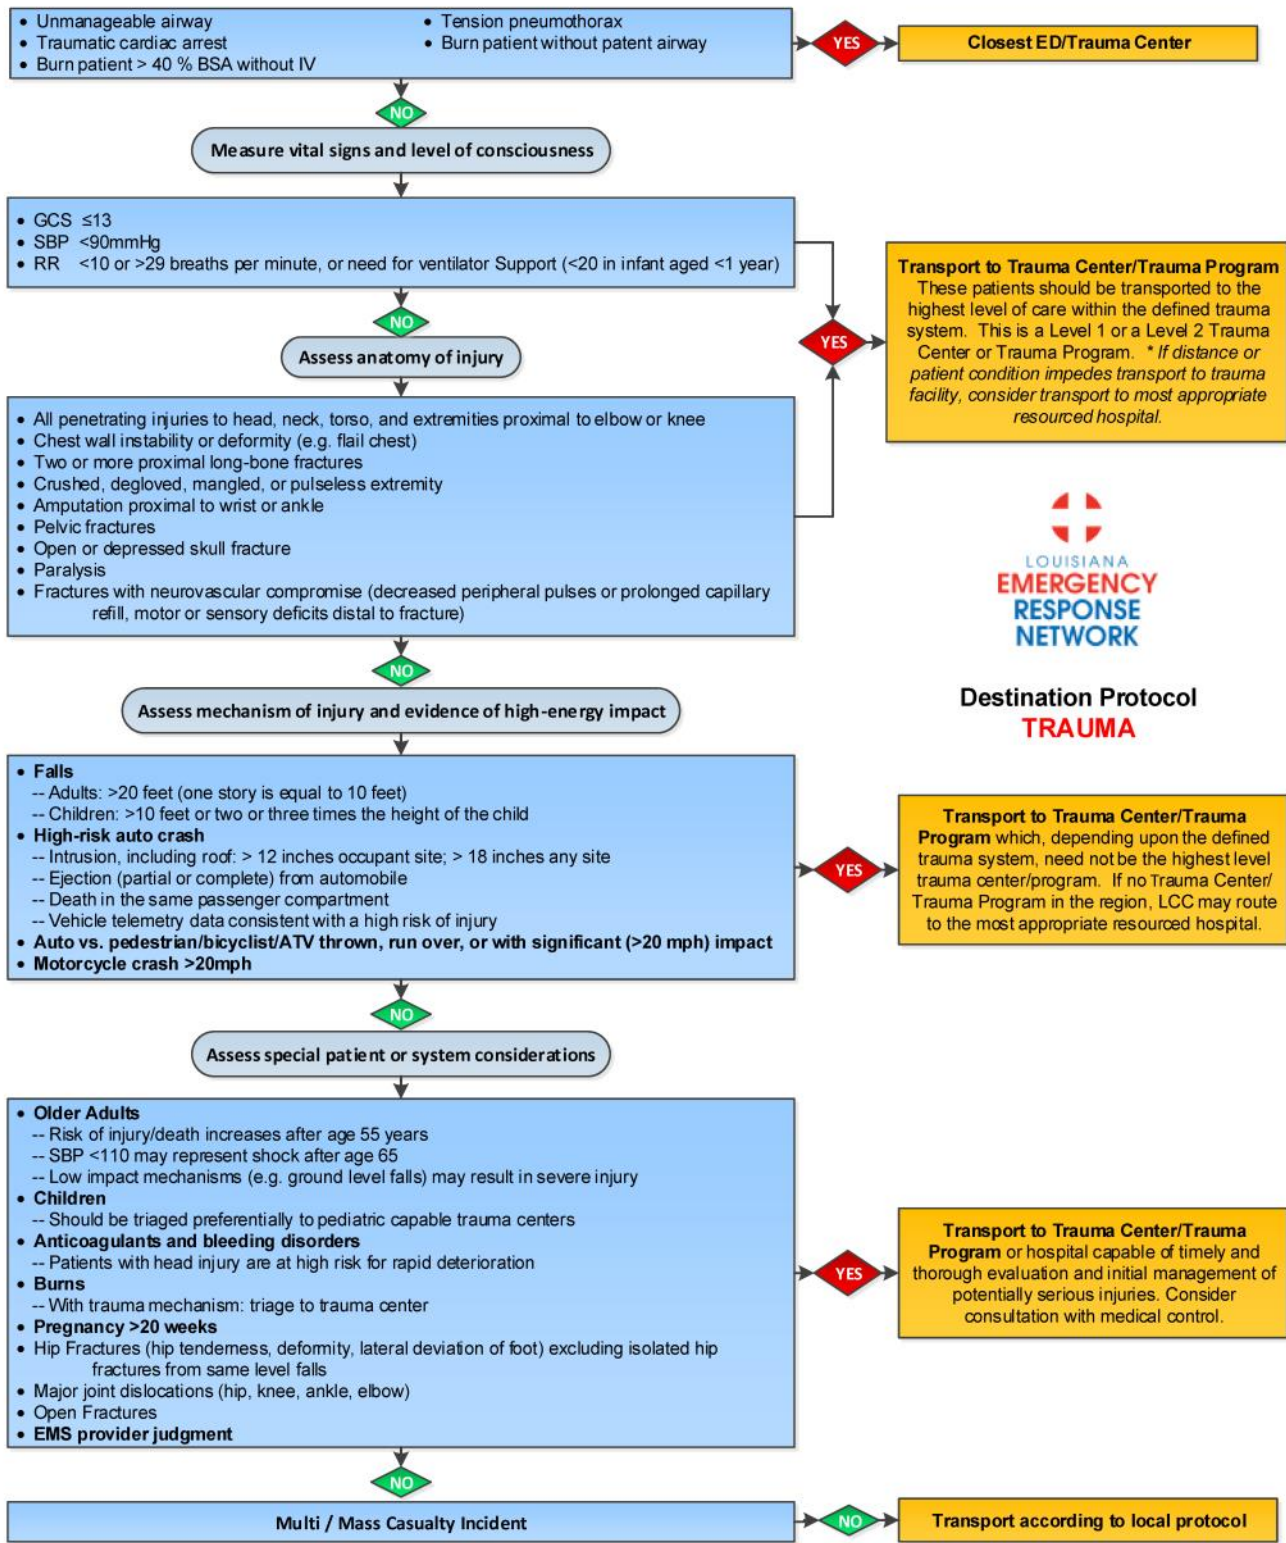 • Unmanageable airway
• Traumatic cardiac arrest
• Burn patient > 40 % BSA without IV
• Tension pneumothorax
• Burn patient without patent airway
YES
Closest ED/Trauma Center
NO
Measure vital signs and level of consciousness
• GCS ≤13
• SBP <90mmHg
• RR <10 or >29 breaths per minute, or need for ventilator Support (<20 in infant aged <1 year)
YES
Transport to Trauma Center/Trauma Program
These patients should be transported to the
highest level of care within the defined trauma
system. This is a Level 1 or a Level 2 Trauma
Center or Trauma Program. * If distance or
patient condition impedes transport to trauma
facility, consider transport to most appropriate
resourced hospital.
NO
Assess anatomy of injury
• All penetrating injuries to head, neck, torso, and extremities proximal to elbow or knee
• Chest wall instability or deformity (e.g. flail chest)
• Two or more proximal long-bone fractures
• Crushed, degloved, mangled, or pulseless extremity
• Amputation proximal to wrist or ankle
• Pelvic fractures
• Open or depressed skull fracture
• Paralysis
• Fractures with neurovascular compromise (decreased peripheral pulses or prolonged capillary
refill, motor or sensory deficits distal to fracture)
LOUISIANA
EMERGENCY
RESPONSE
NETWORK
Destination Protocol
TRAUMA
NO
Assess mechanism of injury and evidence of high-energy impact
• Falls
-- Adults: >20 feet (one story is equal to 10 feet)
-- Children: >10 feet or two or three times the height of the child
• High-risk auto crash
-- Intrusion, including roof: > 12 inches occupant site; > 18 inches any site
-- Ejection (partial or complete) from automobile
-- Death in the same passenger compartment
-- Vehicle telemetry data consistent with a high risk of injury
• Auto vs. pedestrian/bicyclist/ATV thrown, run over, or with significant (>20 mph) impact
• Motorcycle crash >20mph
YES
Transport to Trauma Center/Trauma
Program which, depending upon the defined
trauma system, need not be the highest level
trauma center/program. If no Trauma Center/
Trauma Program in the region, LCC may route
to the most appropriate resourced hospital.
NO
Assess special patient or system considerations
• Older Adults
-- Risk of injury/death increases after age 55 years
-- SBP <110 may represent shock after age 65
-- Low impact mechanisms (e.g. ground level falls) may result in severe injury
• Children
-- Should be triaged preferentially to pediatric capable trauma centers
• Anticoagulants and bleeding disorders
-- Patients with head injury are at high risk for rapid deterioration
• Burns
-- With trauma mechanism: triage to trauma center
• Pregnancy >20 weeks
• Hip Fractures (hip tenderness, deformity, lateral deviation of foot) excluding isolated hip
fractures from same level falls
• Major joint dislocations (hip, knee, ankle, elbow)
• Open Fractures
• EMS provider judgment
YES
Transport to Trauma Center/Trauma
Program or hospital capable of timely and
thorough evaluation and initial management of
potentially serious injuries. Consider
consultation with medical control.
NO
Multi / Mass Casualty Incident
NO
Transport according to local protocol